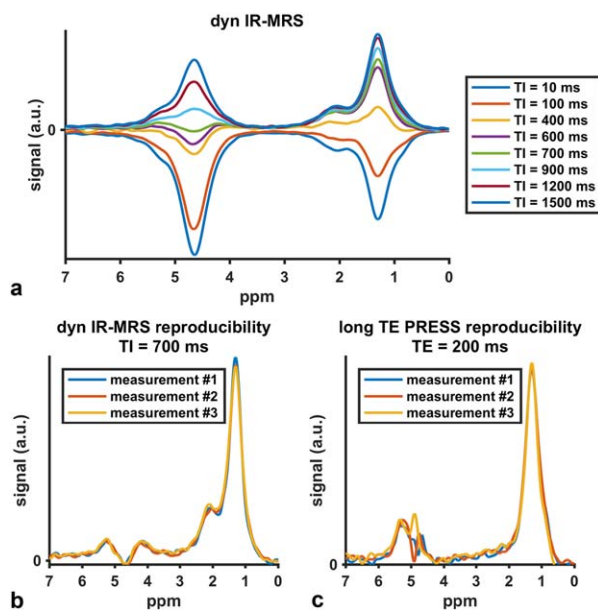 dyn IR-MRS
signal (a.u.)
0
7 6 5 4 3 2 1 0
ppm
TI = 10 ms
TI = 100 ms
TI = 400 ms
TI = 600 ms
TI = 700 ms
TI = 900 ms
TI = 1200 ms
TI = 1500 ms
a
dyn IR-MRS reproducibility
TI = 700 ms
measurement #1
measurement #2
measurement #3
signal (a.u.)
0
7 6 5 4 3 2 1 0
ppm
b
long TE PRESS reproducibility
TE = 200 ms
measurement #1
measurement #2
measurement #3
signal (a.u.)
0
7 6 5 4 3 2 1 0
ppm
c